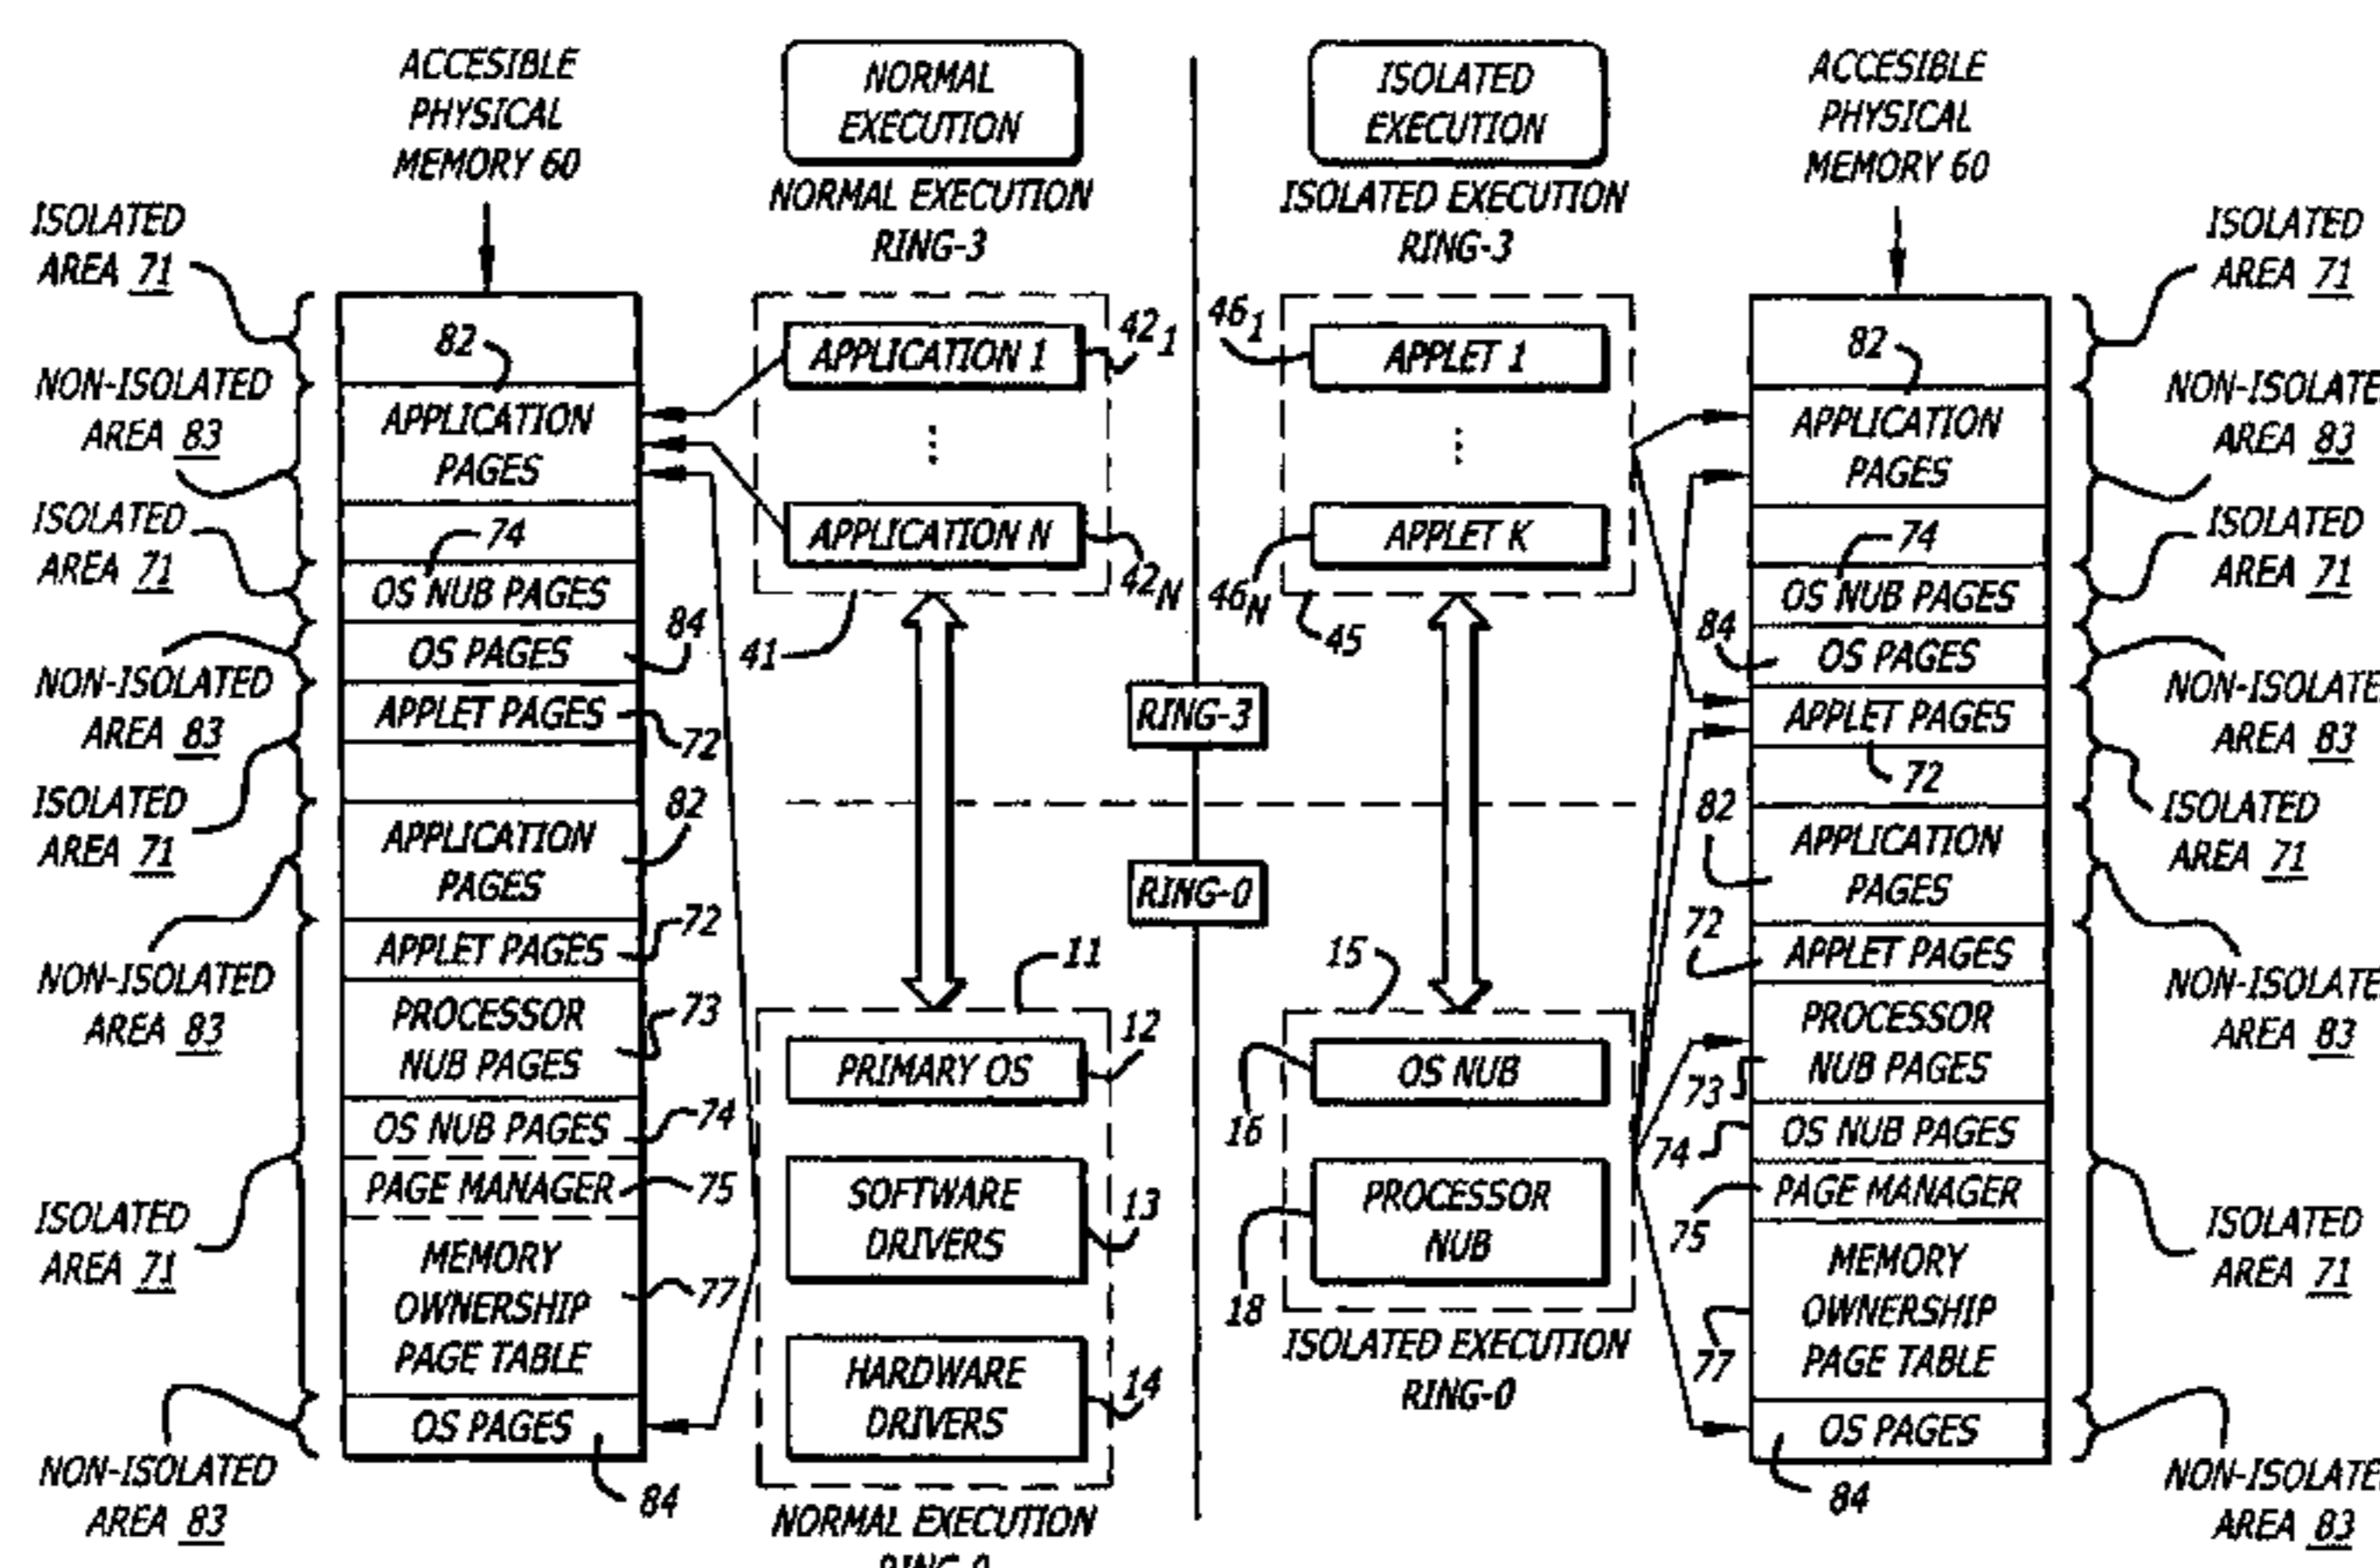 ACCESIBLE
PHYSICAL
MEMORY 60
NORMAL
EXECUTION
NORMAL EXECUTION
RING-3
ISOLATED
EXECUTION
ISOLATED EXECUTION
RING-3
ACCESIBLE
PHYSICAL
MEMORY 60
ISOLATED
AREA 71
NON-ISOLATED
AREA 83
ISOLATED
AREA 71
NON-ISOLATED
AREA 83
ISOLATED
AREA 71
NON-ISOLATED
AREA 83
ISOLATED
AREA 71
NON-ISOLATED
AREA 83
82
APPLICATION
PAGES
74
OS NUB PAGES
OS PAGES
84
APPLET PAGES
72
82
APPLICATION
PAGES
APPLET PAGES
72
PROCESSOR
NUB PAGES
73
OS NUB PAGES
74
PAGE MANAGER
75
MEMORY
OWNERSHIP
PAGE TABLE
77
OS PAGES
84
APPLICATION 1
42₁
⋮
APPLICATION N
42N
41
11
PRIMARY OS
12
SOFTWARE
DRIVERS
13
HARDWARE
DRIVERS
14
NORMAL EXECUTION
RING-0
RING-3
RING-0
46₁
APPLET 1
⋮
APPLET K
46N
45
15
OS NUB
16
PROCESSOR
NUB
18
ISOLATED EXECUTION
RING-0
82
APPLICATION
PAGES
74
OS NUB PAGES
84
OS PAGES
APPLET PAGES
72
82
APPLICATION
PAGES
72
APPLET PAGES
PROCESSOR
NUB PAGES
73
OS NUB PAGES
74
PAGE MANAGER
75
MEMORY
OWNERSHIP
PAGE TABLE
77
OS PAGES
84
ISOLATED
AREA 71
NON-ISOLATE
AREA 83
ISOLATED
AREA 71
NON-ISOLATE
AREA 83
ISOLATED
AREA 71
NON-ISOLATE
AREA 83
ISOLATED
AREA 71
NON-ISOLATE
AREA 83